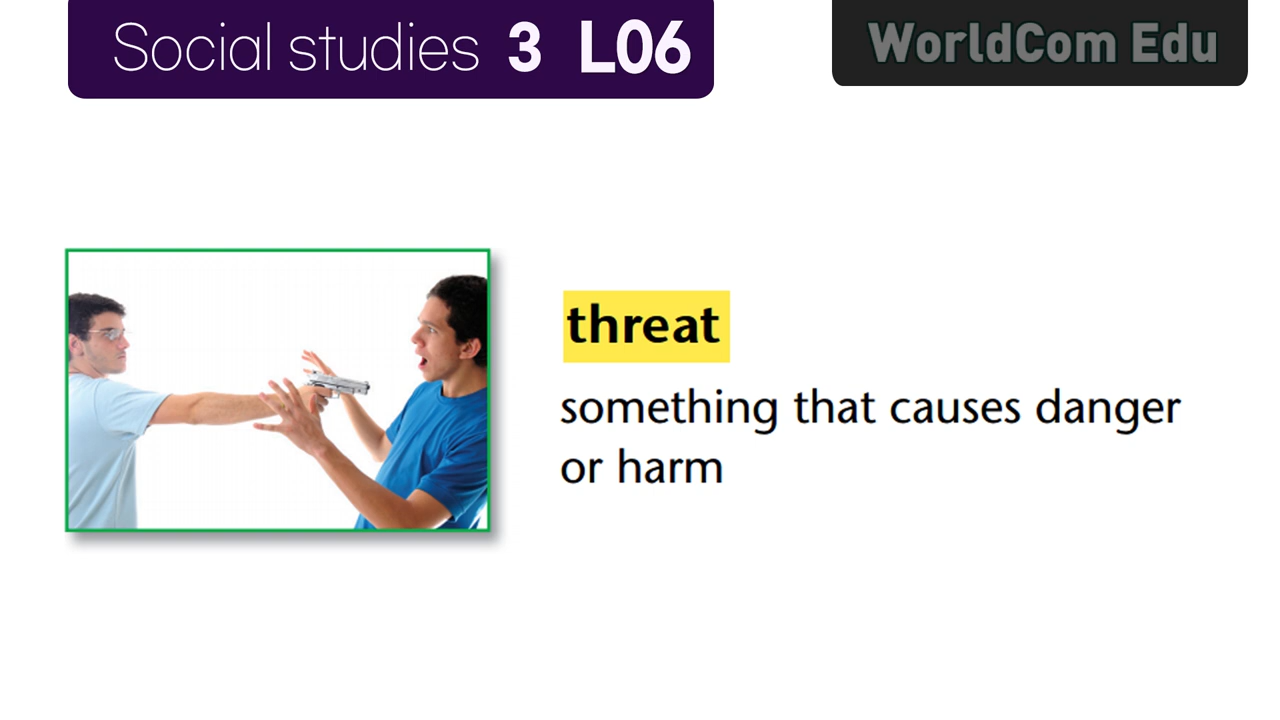 Social studies 3 L06
WorldCom Edu
threat
something that causes danger
or harm